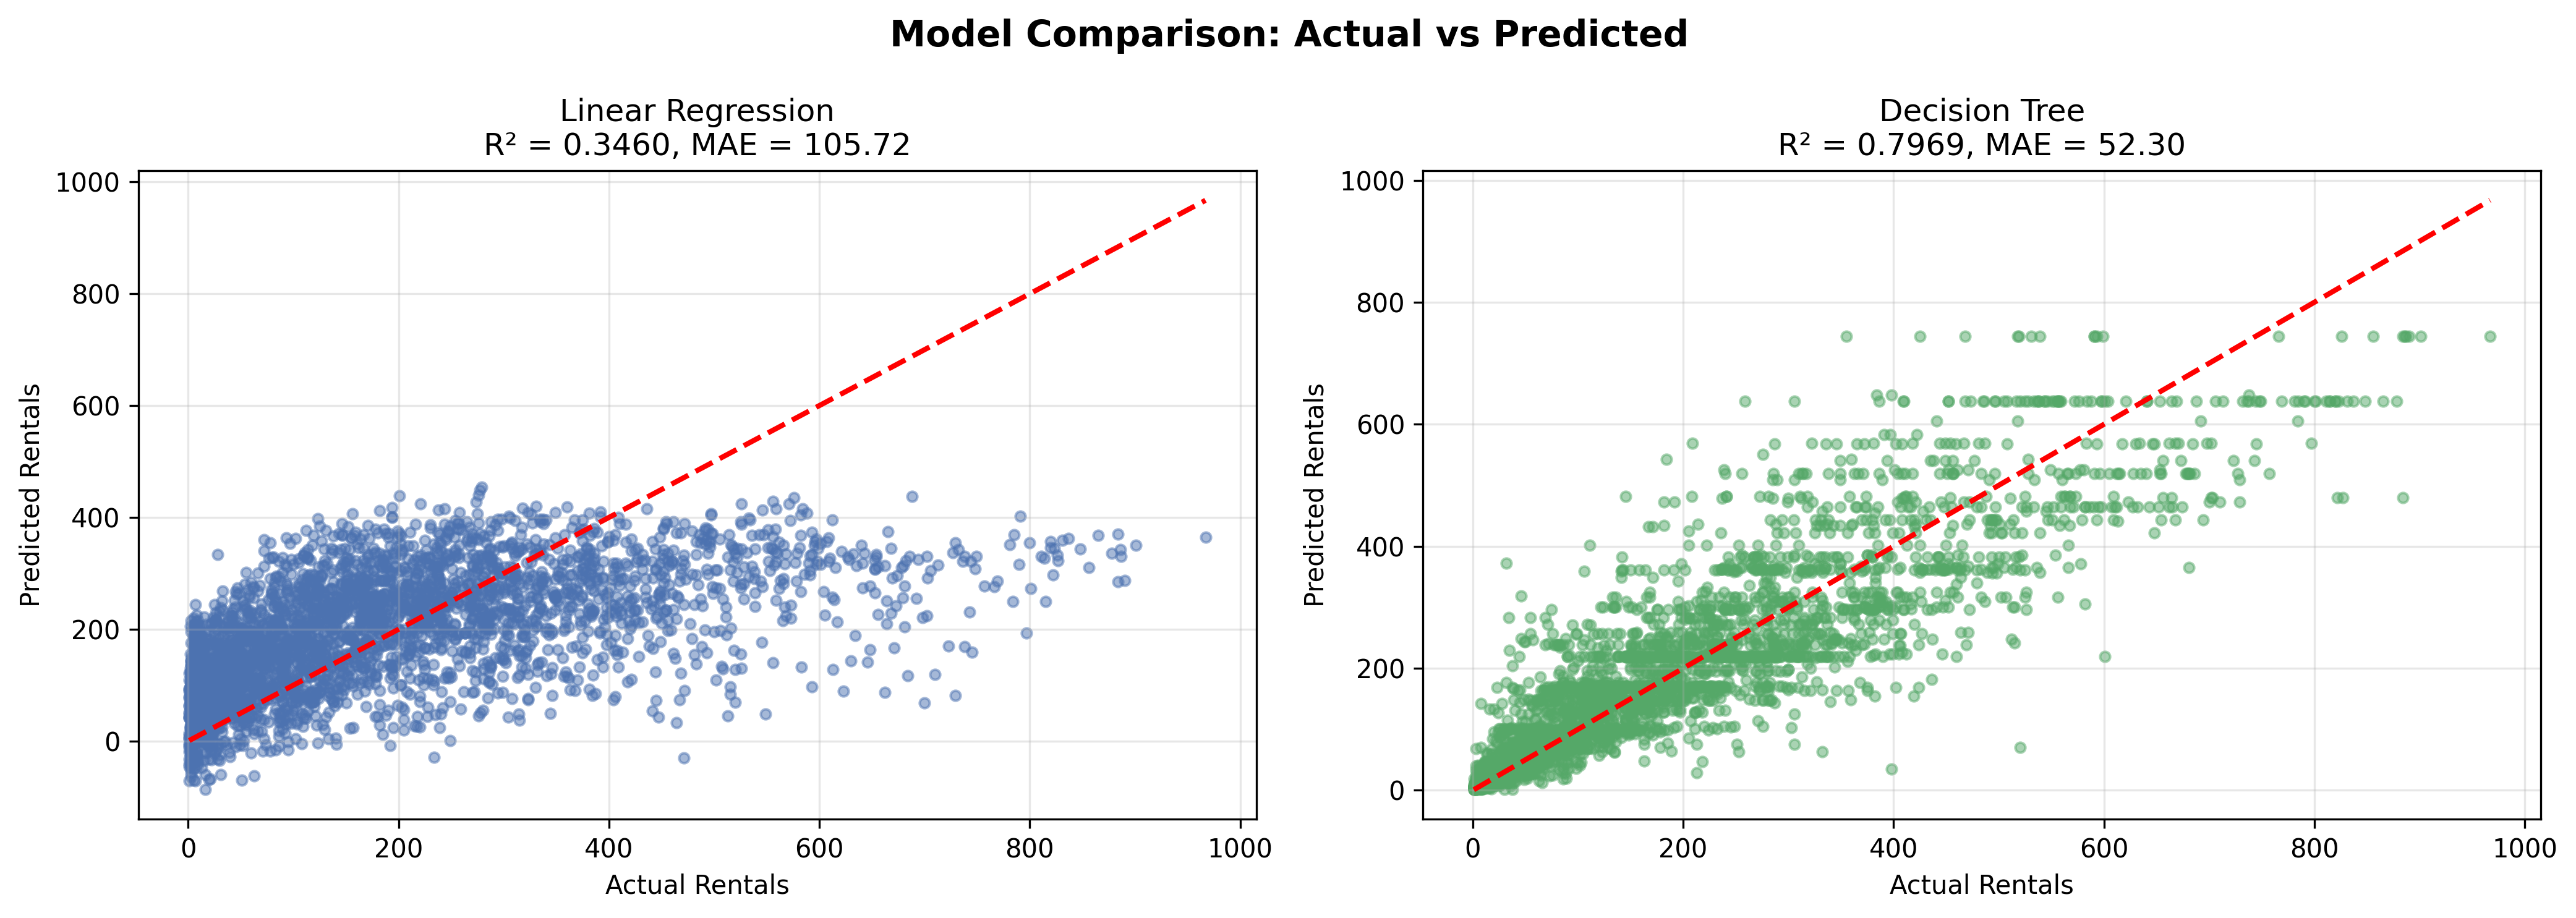 Model Comparison: Actual vs Predicted
Linear Regression
R² = 0.3460, MAE = 105.72
1000
800
600
400
200
0
Predicted Rentals
0 200 400 600 800 1000
Actual Rentals
Decision Tree
R² = 0.7969, MAE = 52.30
1000
800
600
400
200
0
Predicted Rentals
0 200 400 600 800 1000
Actual Rentals